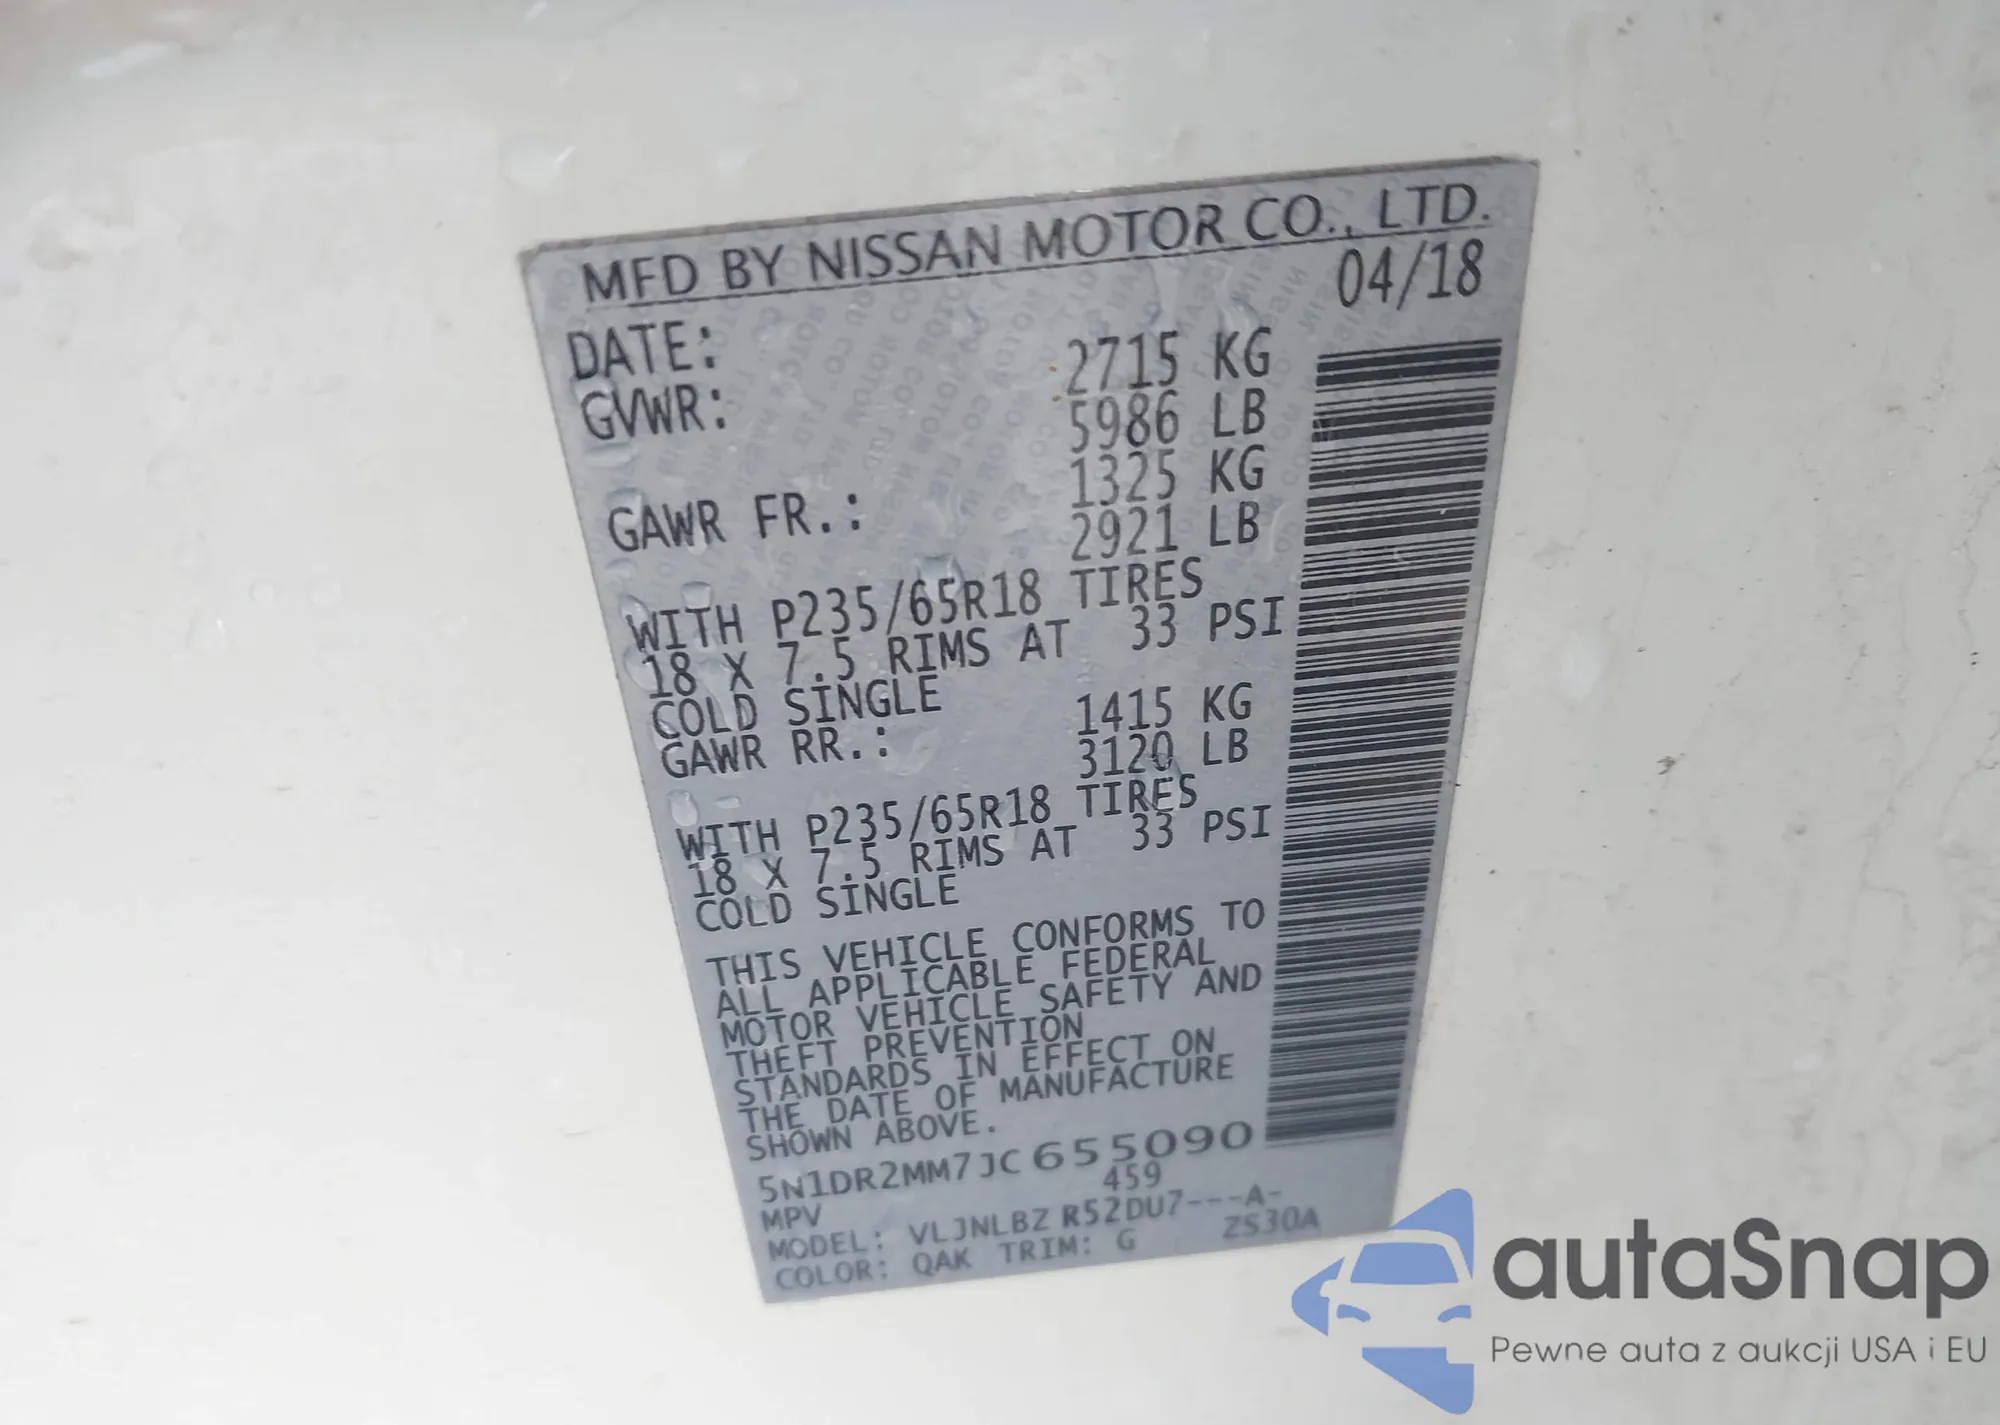 MFD BY NISSAN MOTOR CO., LTD.
DATE: 04/18
GVWR: 2715 KG
5986 LB
GAWR FR.: 1325 KG
2921 LB
WITH P235/65R18 TIRES
18 X 7.5 RIMS AT 33 PSI
COLD SINGLE
GAWR RR.: 1415 KG
3120 LB
WITH P235/65R18 TIRES
18 X 7.5 RIMS AT 33 PSI
COLD SINGLE
THIS VEHICLE CONFORMS TO
ALL APPLICABLE FEDERAL
MOTOR VEHICLE SAFETY AND
THEFT PREVENTION
STANDARDS IN EFFECT ON
THE DATE OF MANUFACTURE
SHOWN ABOVE.
5N1DR2MM7JC655090
MPV 459
MODEL: VLJNLBZ R52DU7---A-
COLOR: QAK TRIM: G ZS30A
autoSnap
Pewne auta z aukcji USA i EU